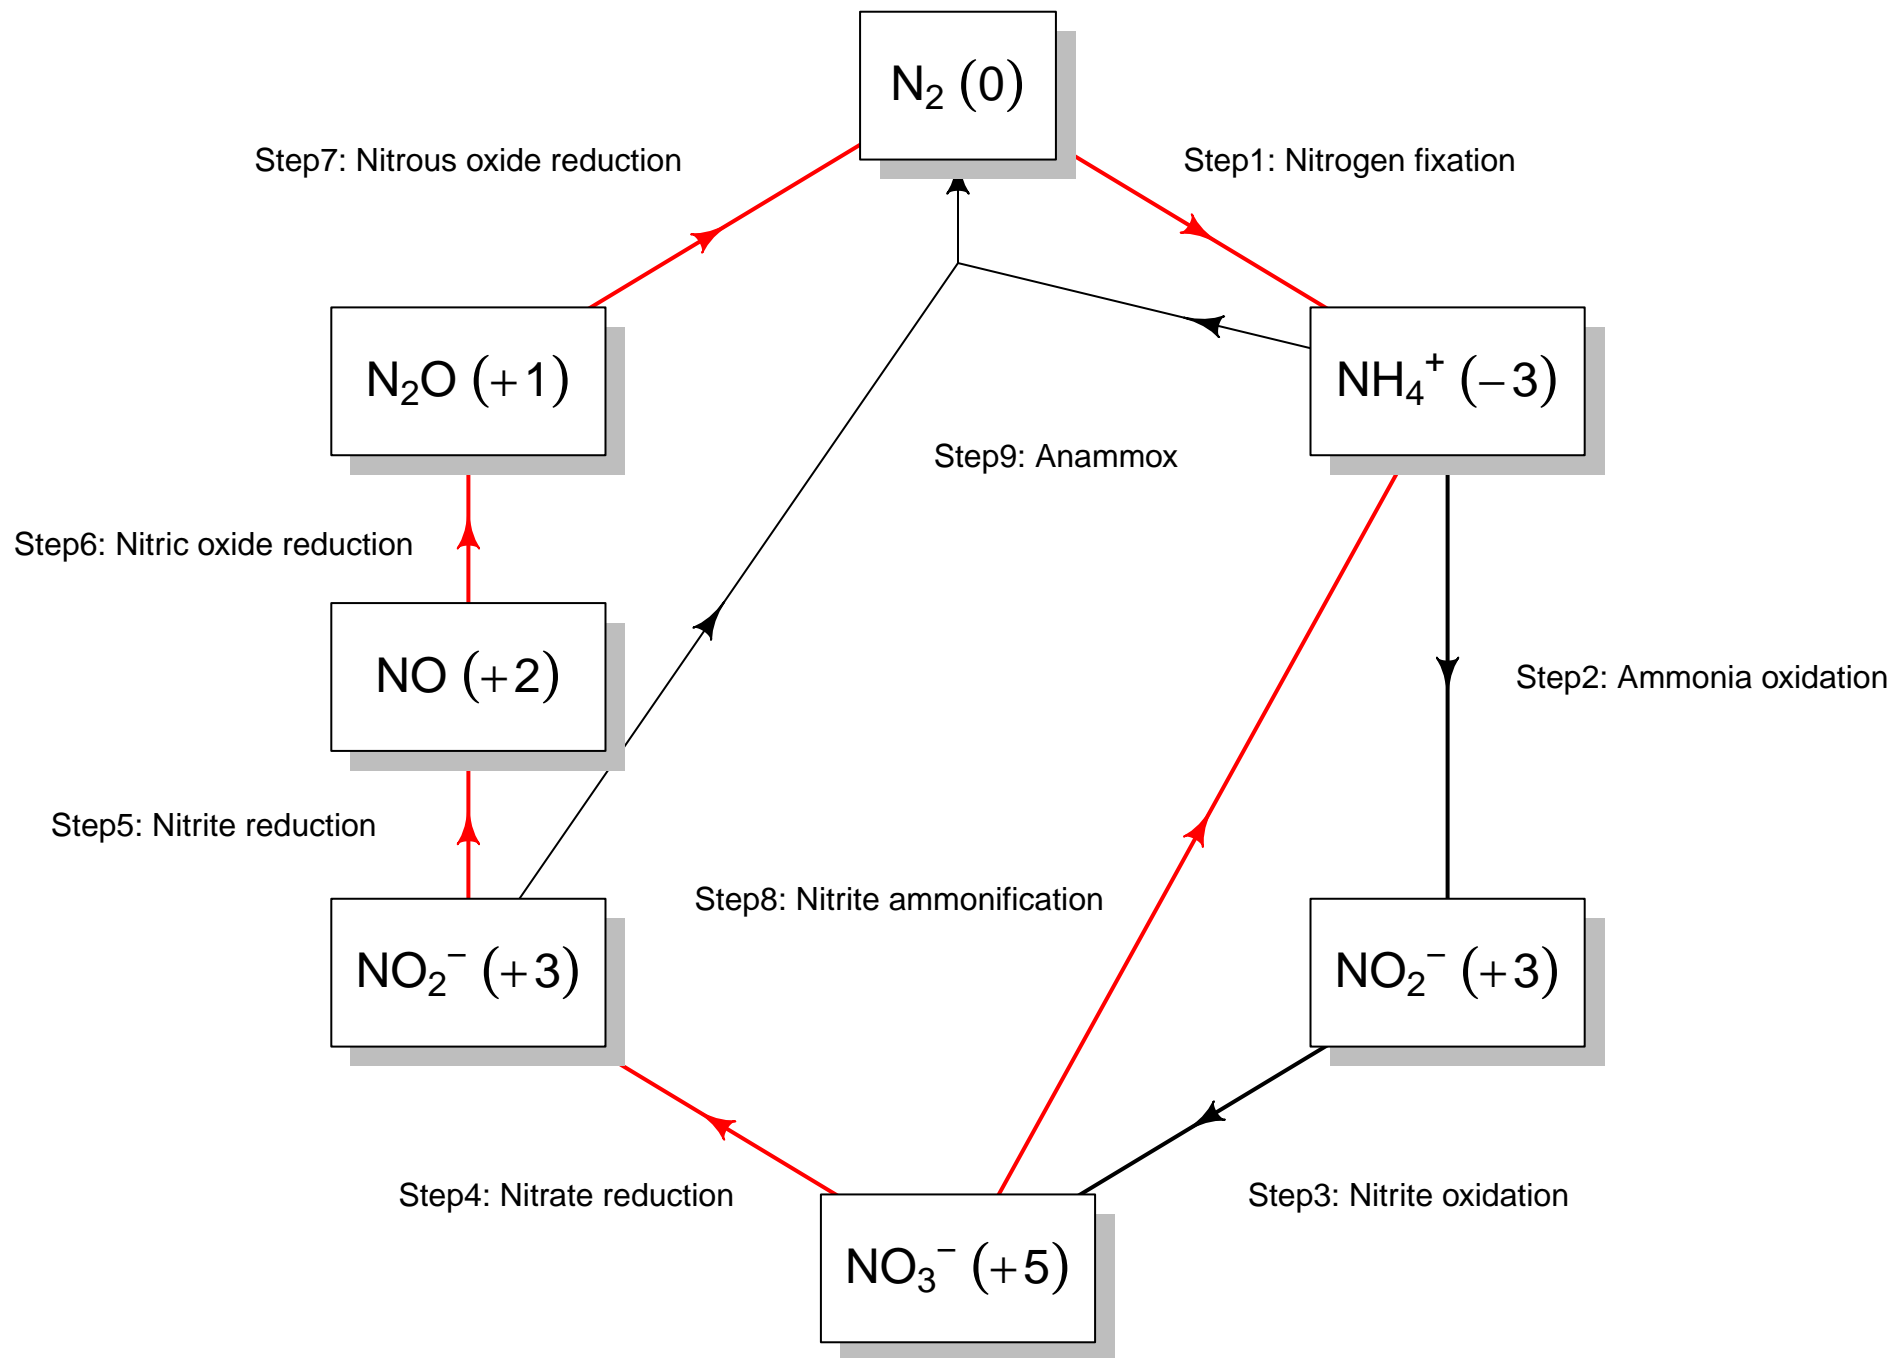 N₂ (0)
Step7: Nitrous oxide reduction
Step1: Nitrogen fixation
N₂O (+1)
NH₄⁺ (−3)
Step9: Anammox
Step6: Nitric oxide reduction
NO (+2)
Step2: Ammonia oxidation
Step5: Nitrite reduction
Step8: Nitrite ammonification
NO₂⁻ (+3)
NO₂⁻ (+3)
Step4: Nitrate reduction
Step3: Nitrite oxidation
NO₃⁻ (+5)